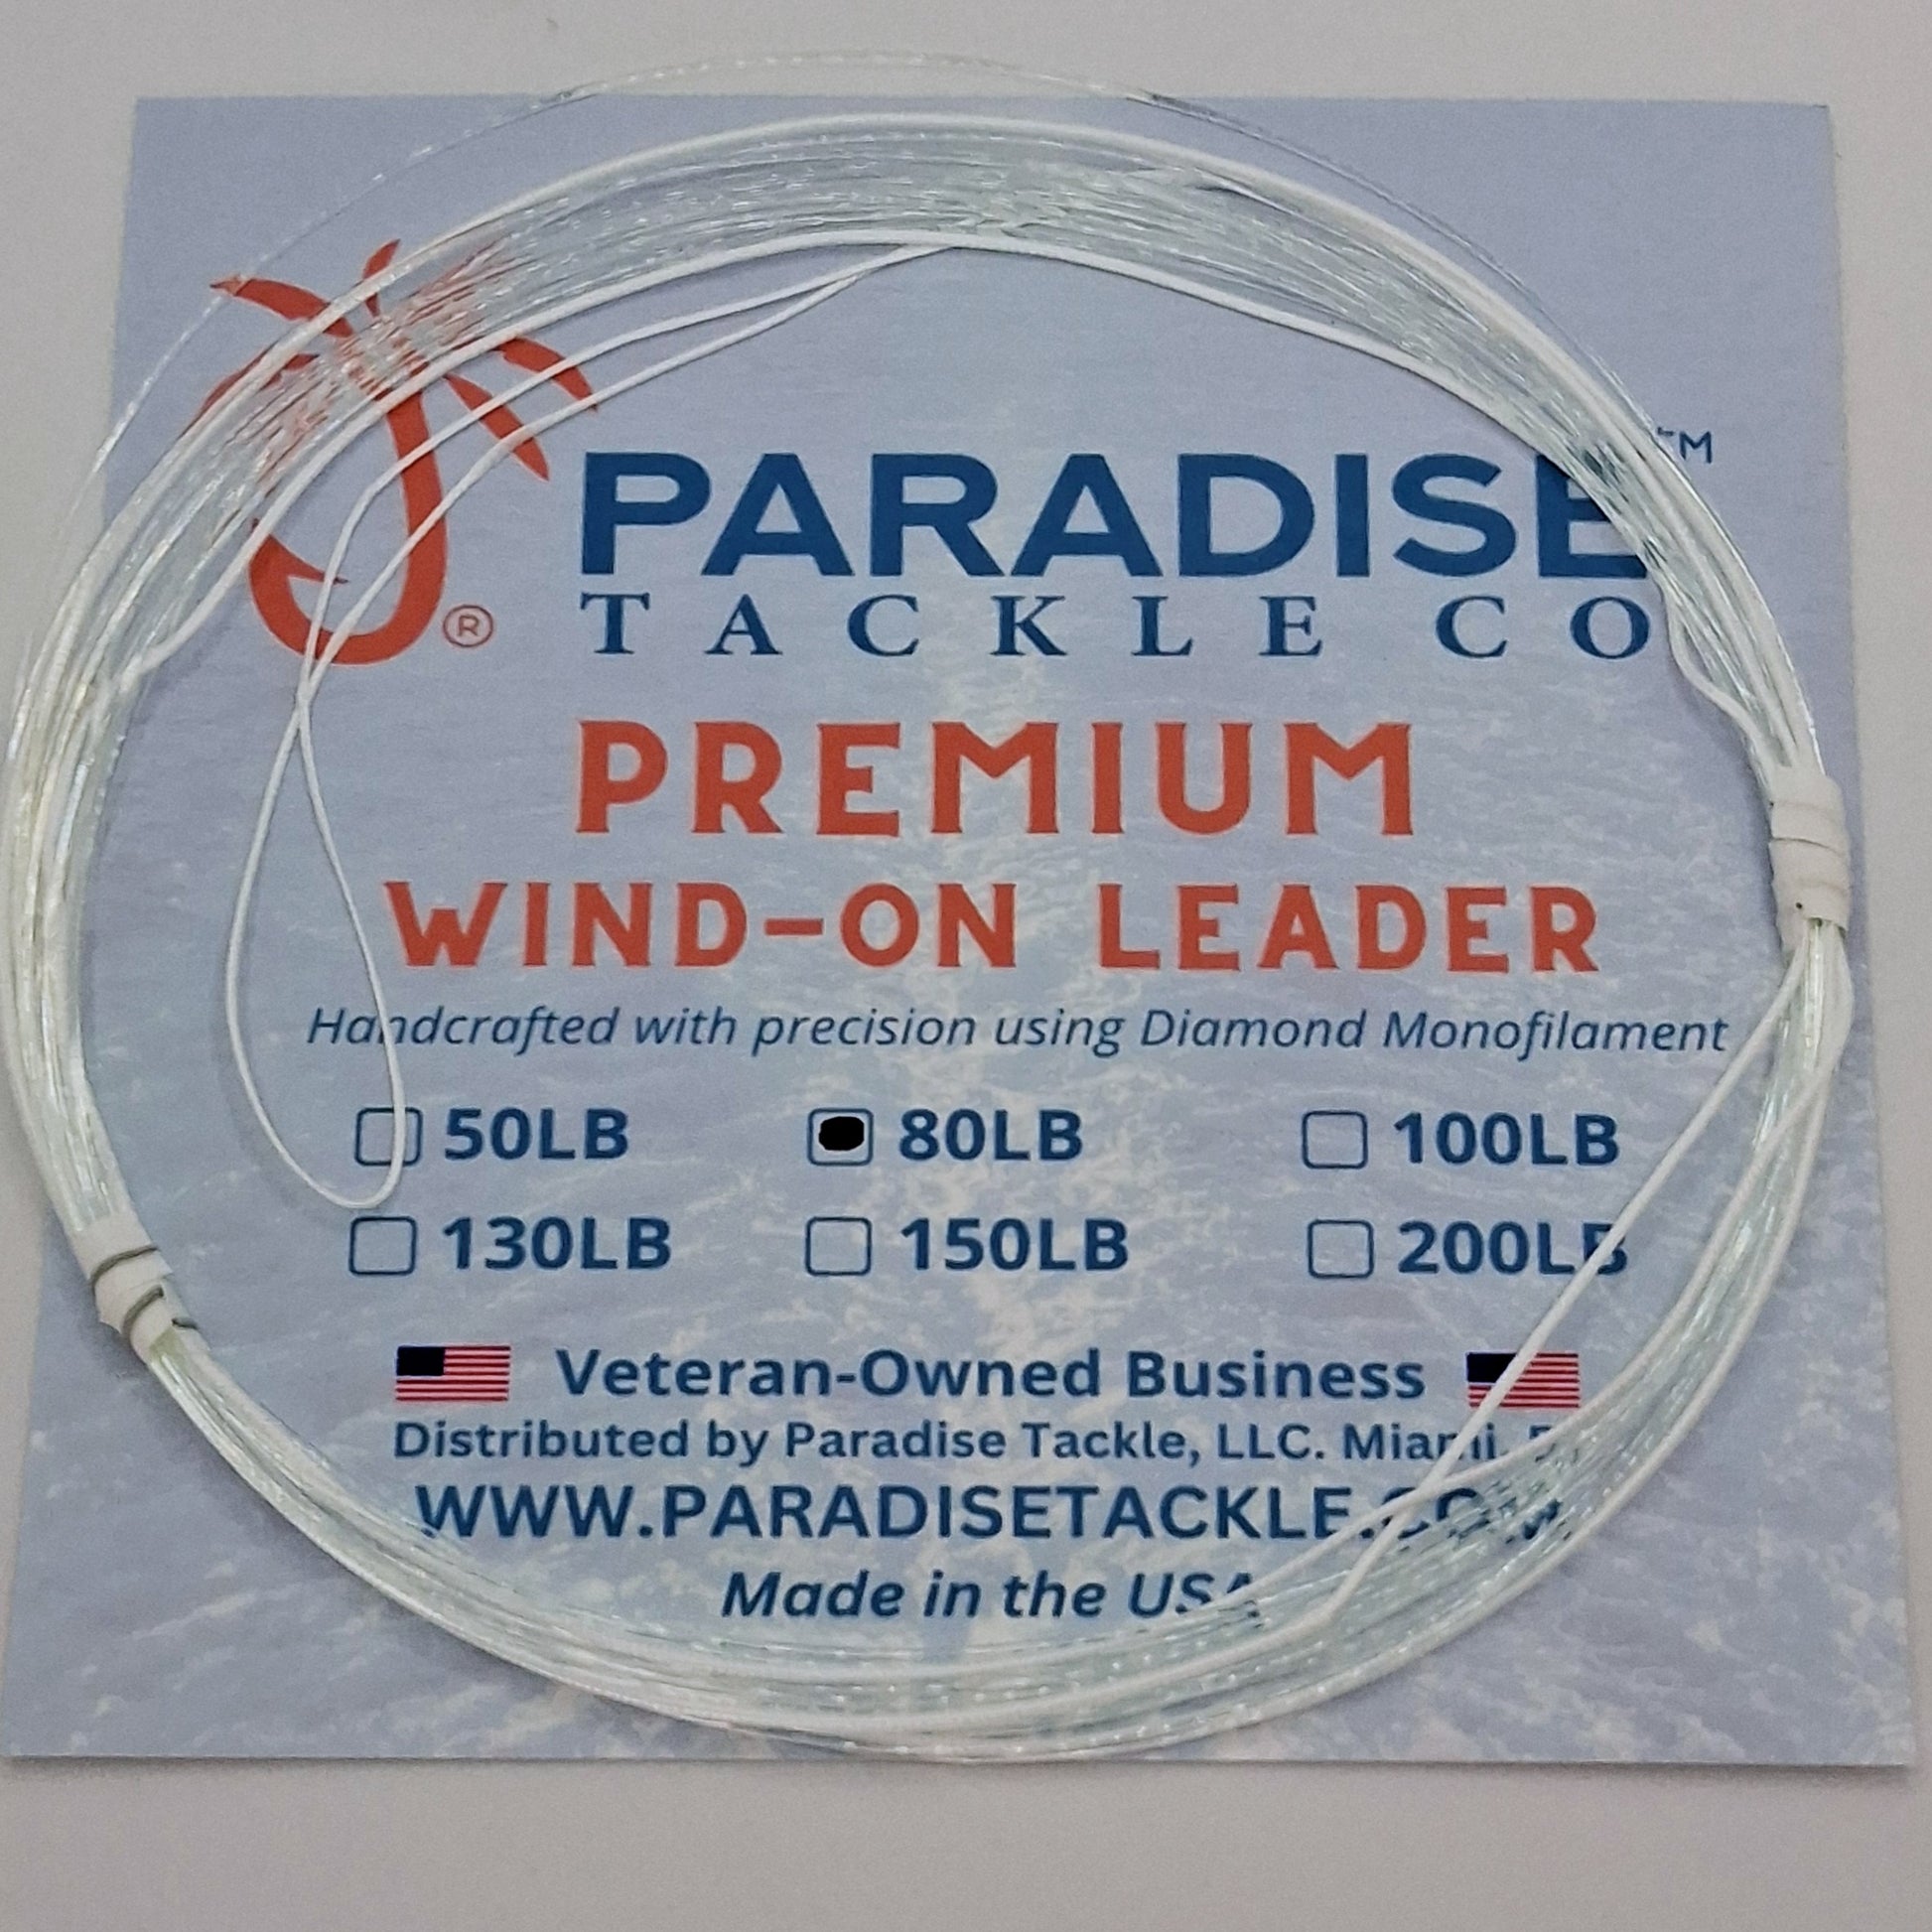 PARADISE™
TACKLE CO
®
PREMIUM
WIND-ON LEADER
Handcrafted with precision using Diamond Monofilament
50LB 80LB 100LB
130LB 150LB 200LB
Veteran-Owned Business
Distributed by Paradise Tackle, LLC. Miami,
WWW.PARADISETACKLE.COM
Made in the USA